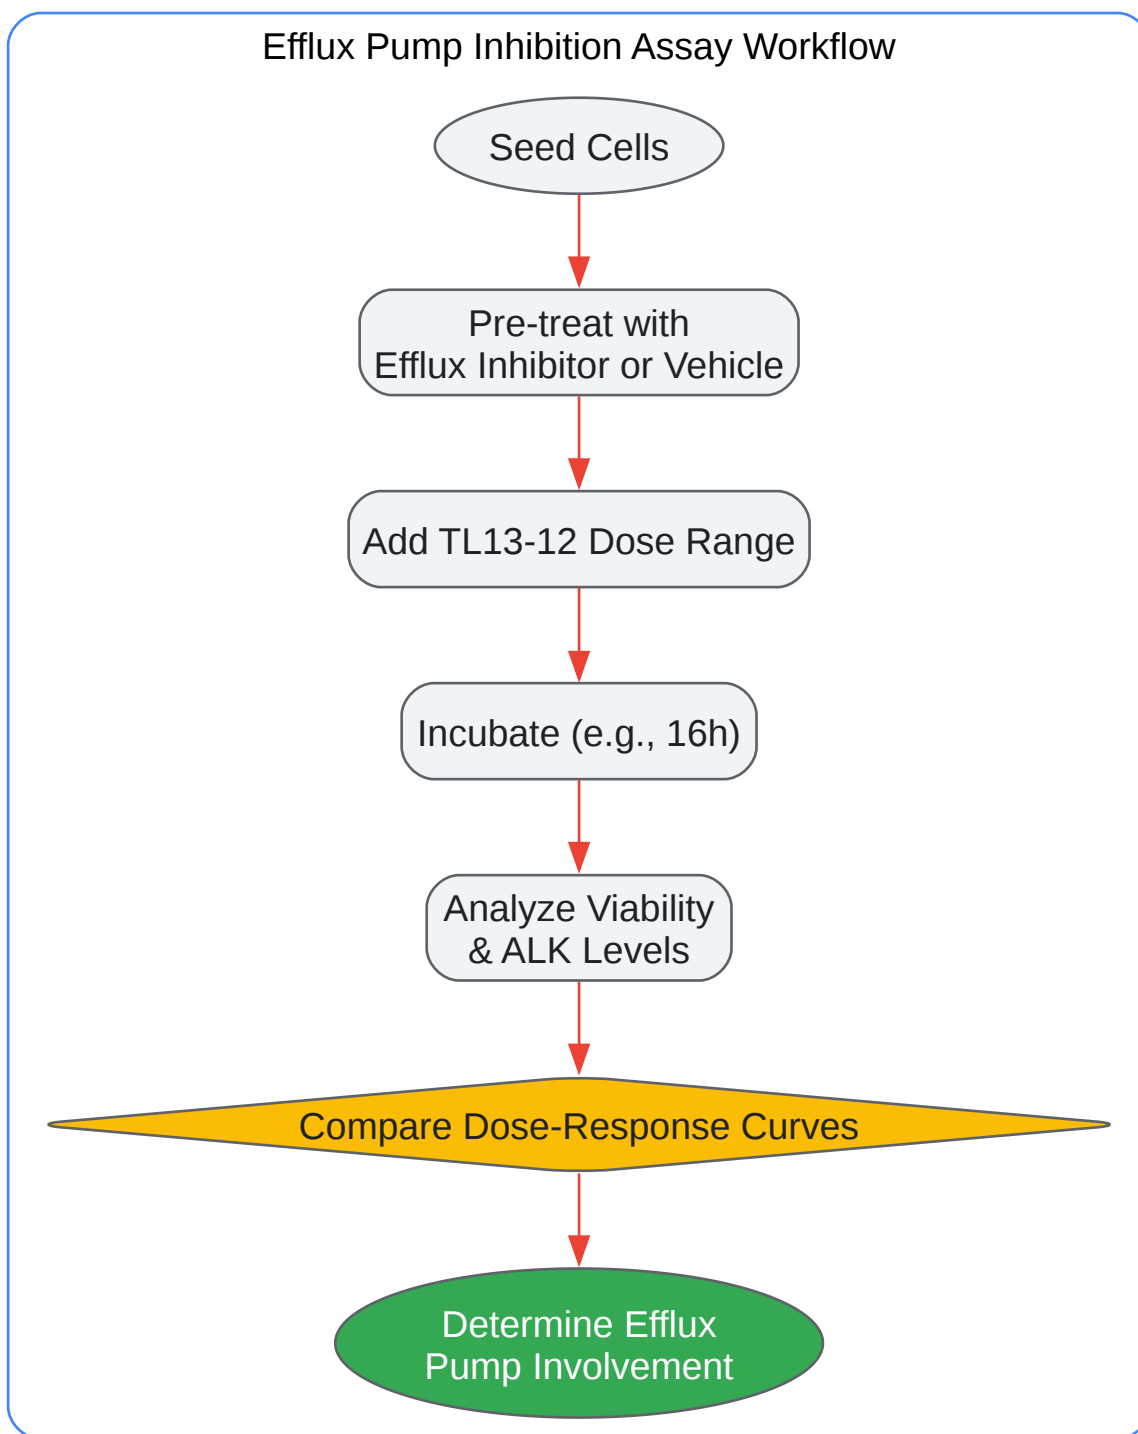 Efflux Pump Inhibition Assay Workflow
Seed Cells
Pre-treat with
Efflux Inhibitor or Vehicle
Add TL13-12 Dose Range
Incubate (e.g., 16h)
Analyze Viability
& ALK Levels
Compare Dose-Response Curves
Determine Efflux
Pump Involvement